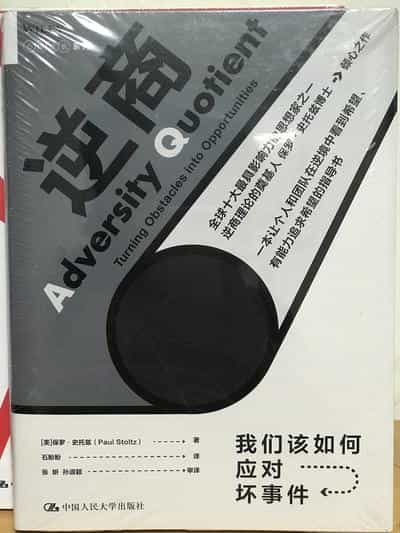 逆商
Adversity Quotient
Turning Obstacles into Opportunities
全球十大最具影响力的思想家之一
逆商理论的奠基人 保罗·史托兹博士 倾心之作
一本让个人和团队在逆境中看到希望、
有能力追求希望的指导书
[美]保罗·史托兹（Paul Stoltz） 著
石盼盼 译
张 妍 孙迦颖 审译
我们该如何
应对
坏事件
中国人民大学出版社